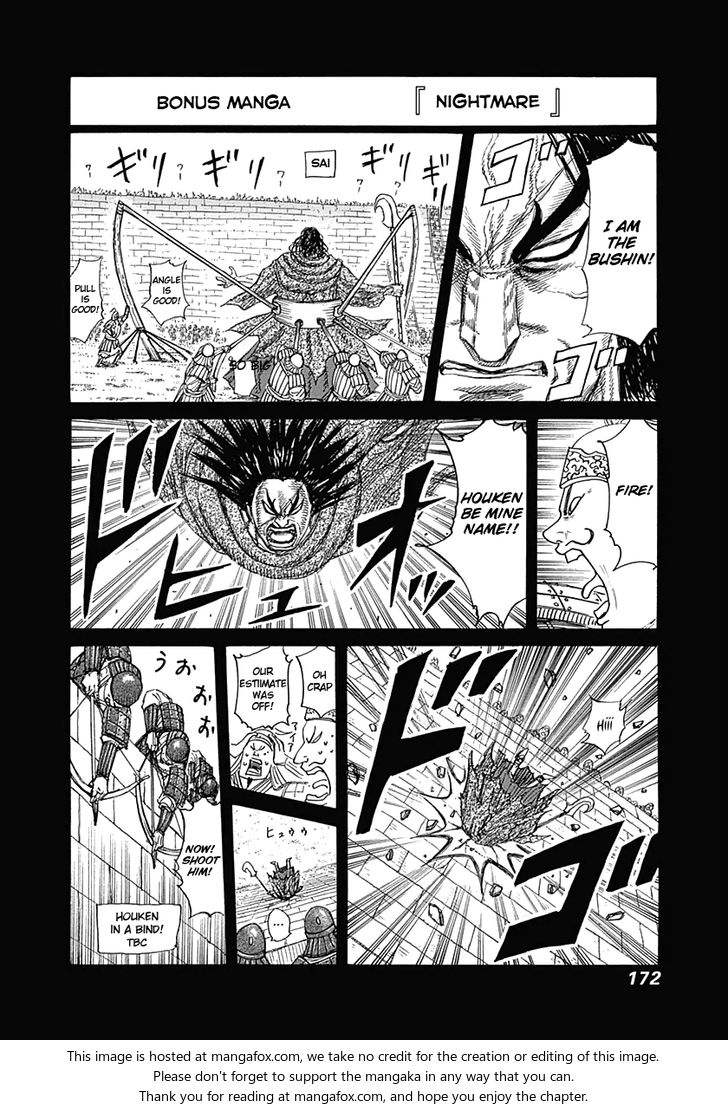 BONUS MANGA 『 NIGHTMARE 』
I AM
THE
BUSHIN!
ゴ
ゴ
SAI
? ギリ ? ギリ ? ギリ ?
ANGLE
IS
GOOD!
PULL
IS
GOOD!
SO BIG
FIRE!
HOUKEN
BE MINE
NAME!!
ドヒュオッ
HIII
ドゴ
OH
CRAP
OUR
ESTIIMATE
WAS
OFF!
ヒュウゥゥ
...
うおおお
NOW!
SHOOT
HIM!
HOUKEN
IN A BIND!
TBC
172
This image is hosted at mangafox.com, we take no credit for the creation or editing of this image.
Please don't forget to support the mangaka in any way that you can.
Thank you for reading at mangafox.com, and hope you enjoy the chapter.